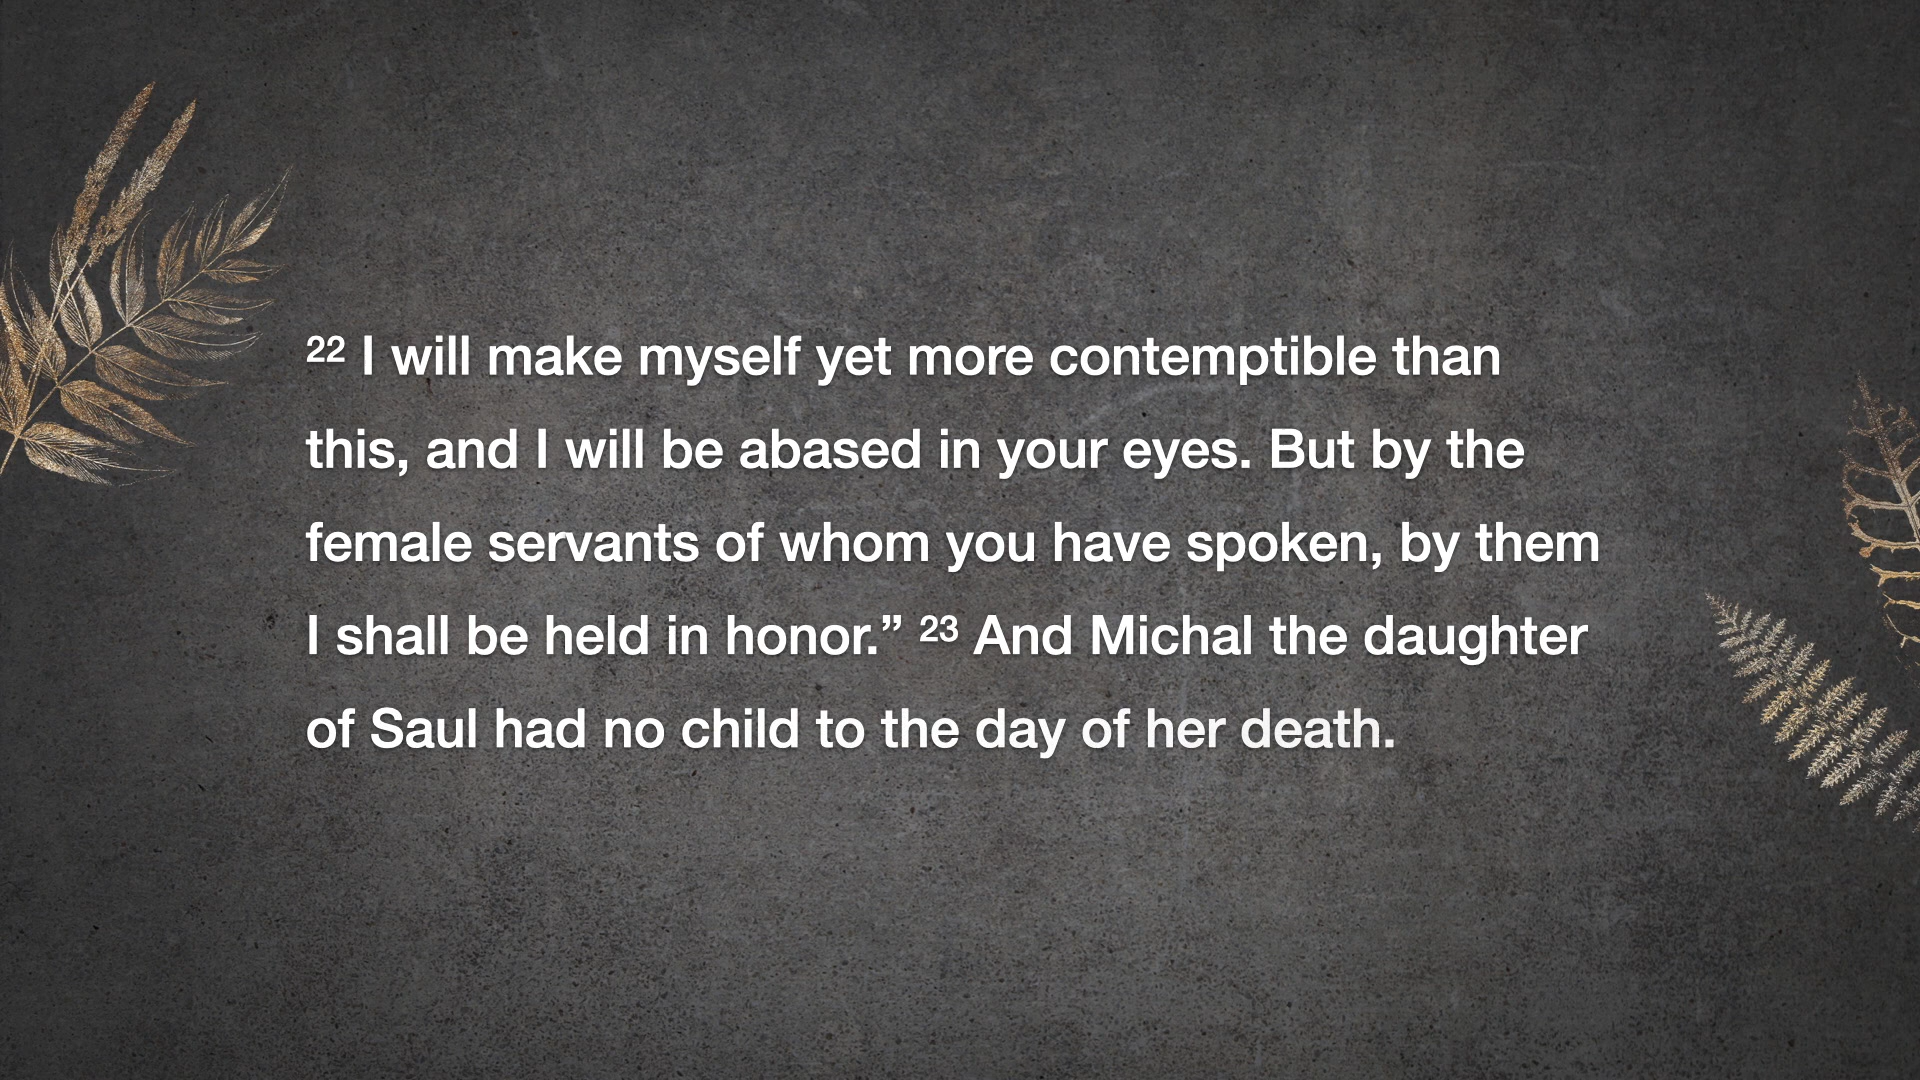 22 I will make myself yet more contemptible than
this, and I will be abased in your eyes. But by the
female servants of whom you have spoken, by them
I shall be held in honor.” 23 And Michal the daughter
of Saul had no child to the day of her death.